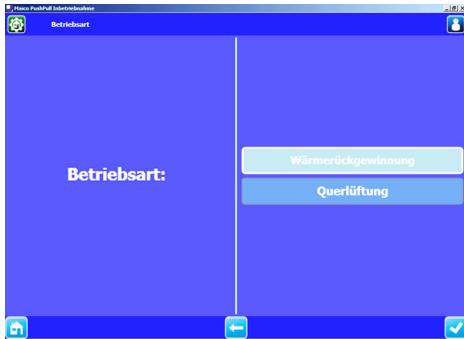 Maico PushPull Inbetriebnahme
Betriebsart
Betriebsart:
Wärmerückgewinnung
Querlüftung